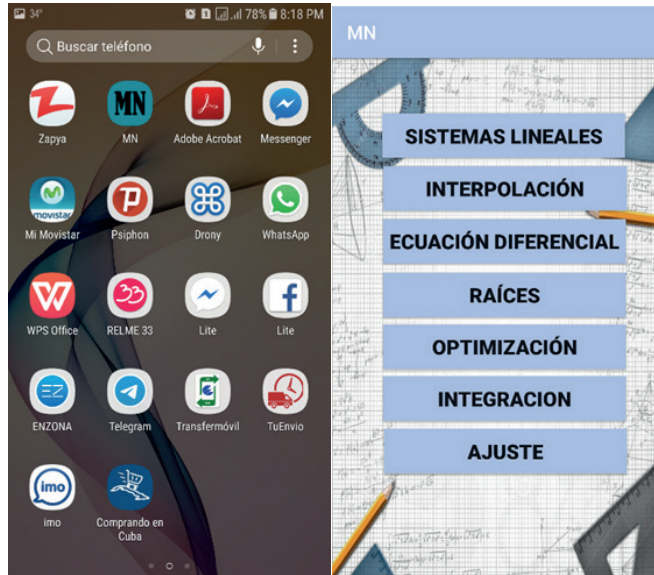 34°
78% 8:18 PM
Buscar teléfono
MN
Zapya
MN
Adobe Acrobat
Messenger
movistar
Mi Movistar
Psiphon
Drony
WhatsApp
33
WPS Office
RELME 33
Lite
Lite
EZ
ENZONA
Telegram
Transfermóvil
TuEnvio
imo
imo
Comprando en
Cuba
MN
SISTEMAS LINEALES
INTERPOLACIÓN
ECUACIÓN DIFERENCIAL
RAÍCES
OPTIMIZACIÓN
INTEGRACION
AJUSTE